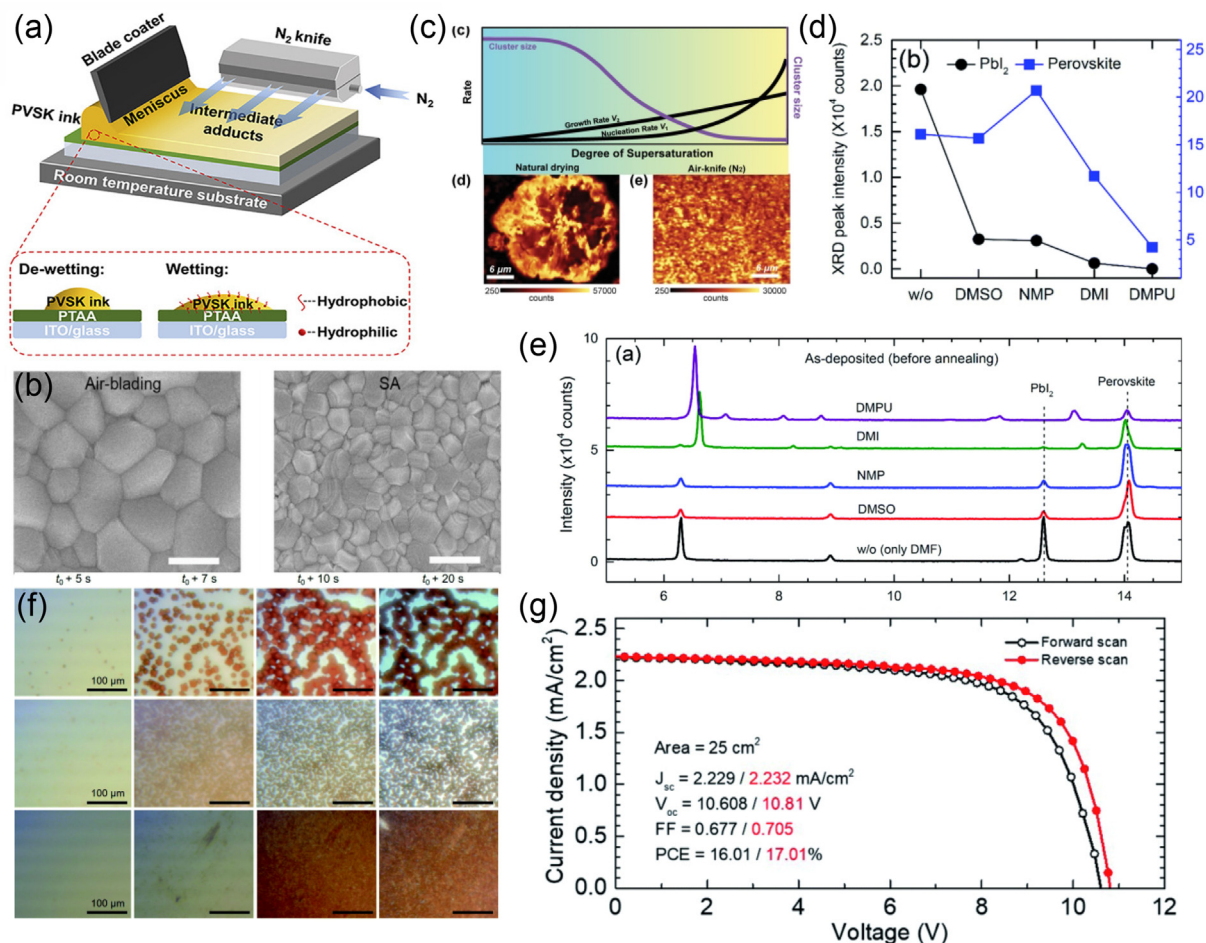 (a)
Blade coater
N₂ knife
N₂
Meniscus
Intermediate
adducts
PVSK ink
Room temperature substrate
De-wetting:
Wetting:
PVSK ink
PTAA
ITO/glass
PVSK ink
PTAA
ITO/glass
Hydrophobic
Hydrophilic
(c)
(c)
Cluster size
Rate
Growth Rate V₂
Nucleation Rate V₁
Cluster size
Degree of Supersaturation
Natural drying
Air-knife (N₂)
(d)
(e)
6 µm
6 µm
250
counts
57000
250
counts
30000
(d)
(b)
PbI₂
Perovskite
XRD peak intensity (X10⁴ counts)
2.5
2.0
1.5
1.0
0.5
0.0
25
20
15
10
5
w/o
DMSO
NMP
DMI
DMPU
(b)
Air-blading
SA
(e)
(a)
As-deposited (before annealing)
PbI₂
Perovskite
DMPU
DMI
NMP
DMSO
w/o (only DMF)
Intensity (x10⁴ counts)
10
5
0
6
8
10
12
14
(f)
t₀ + 5 s
t₀ + 7 s
t₀ + 10 s
t₀ + 20 s
100 µm
100 µm
100 µm
(g)
Forward scan
Reverse scan
Area = 25 cm²
Jsc = 2.229 / 2.232 mA/cm²
Voc = 10.608 / 10.81 V
FF = 0.677 / 0.705
PCE = 16.01 / 17.01%
Current density (mA/cm²)
2.5
2.0
1.5
1.0
0.5
0.0
0
2
4
6
8
10
12
Voltage (V)